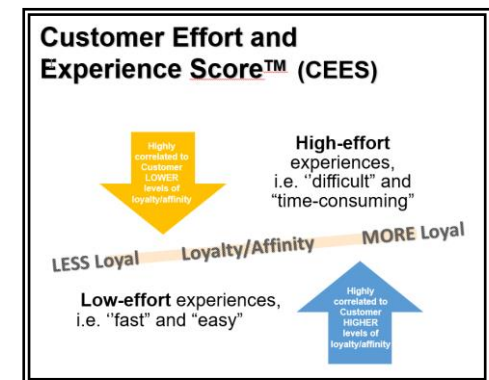 Customer Effort and
Experience Score™ (CEES)
Highly
correlated to
Customer
LOWER
levels of
loyalty/affinity
High-effort
experiences,
i.e. ‘'difficult” and
“time-consuming”
LESS Loyal Loyalty/Affinity MORE Loyal
Low-effort experiences,
i.e. ‘'fast” and “easy”
Highly
correlated to
Customer
HIGHER
levels of
loyalty/affinity